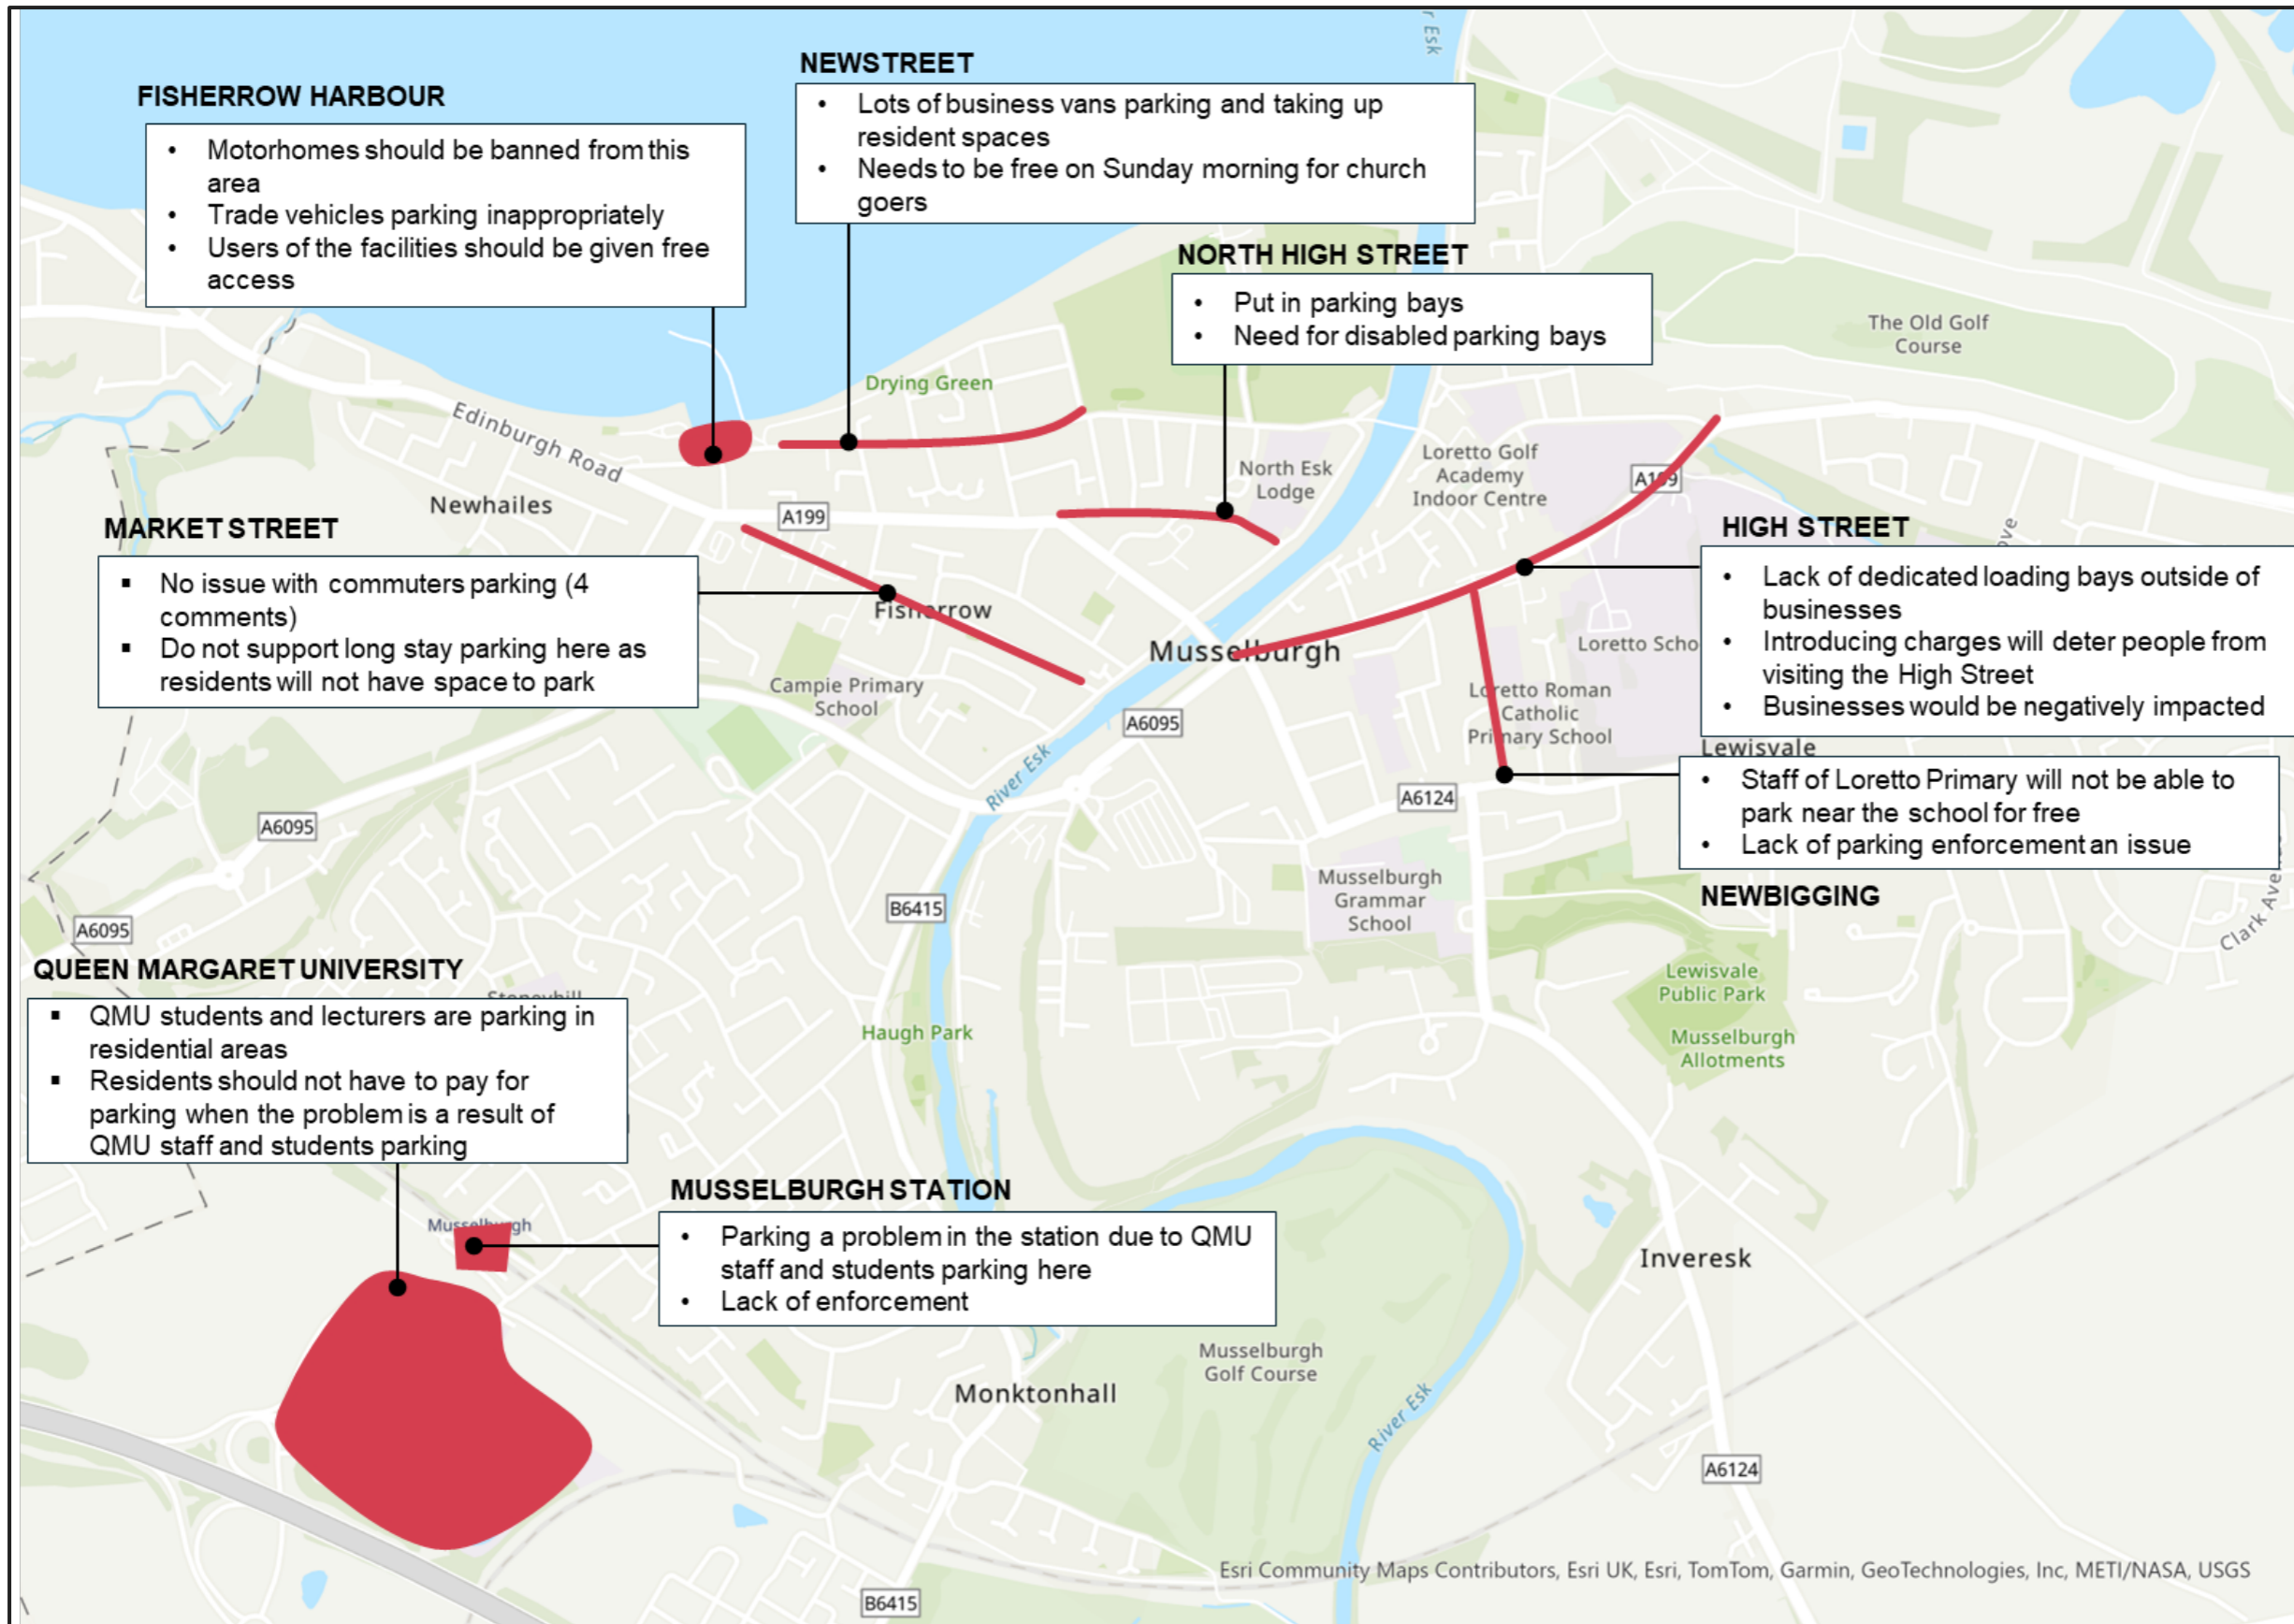 r Esk
NEWSTREET
• Lots of business vans parking and taking up
resident spaces
• Needs to be free on Sunday morning for church
goers
FISHERROW HARBOUR
• Motorhomes should be banned from this
area
• Trade vehicles parking inappropriately
• Users of the facilities should be given free
access
NORTH HIGH STREET
• Put in parking bays
• Need for disabled parking bays
The Old Golf
Course
Drying Green
Edinburgh Road
Newhailes
A199
North Esk
Lodge
Loretto Golf
Academy
Indoor Centre
A199
MARKET STREET
▪ No issue with commuters parking (4
comments)
▪ Do not support long stay parking here as
residents will not have space to park
Fisherrow
HIGH STREET
ove
• Lack of dedicated loading bays outside of
businesses
• Introducing charges will deter people from
visiting the High Street
• Businesses would be negatively impacted
Musselburgh
Loretto Scho
Campie Primary
School
Loretto Roman
Catholic
Primary School
A6095
River Esk
Lewisvale
• Staff of Loretto Primary will not be able to
park near the school for free
• Lack of parking enforcement an issue
NEWBIGGING
A6124
A6095
Musselburgh
Grammar
School
B6415
A6095
Clark Ave
QUEEN MARGARET UNIVERSITY
Stoneyhill
▪ QMU students and lecturers are parking in
residential areas
▪ Residents should not have to pay for
parking when the problem is a result of
QMU staff and students parking
Lewisvale
Public Park
Haugh Park
Musselburgh
Allotments
MUSSELBURGH STATION
• Parking a problem in the station due to QMU
staff and students parking here
• Lack of enforcement
Musselburgh
Inveresk
Musselburgh
Golf Course
Monktonhall
River Esk
A6124
Esri Community Maps Contributors, Esri UK, Esri, TomTom, Garmin, GeoTechnologies, Inc, METI/NASA, USGS
B6415